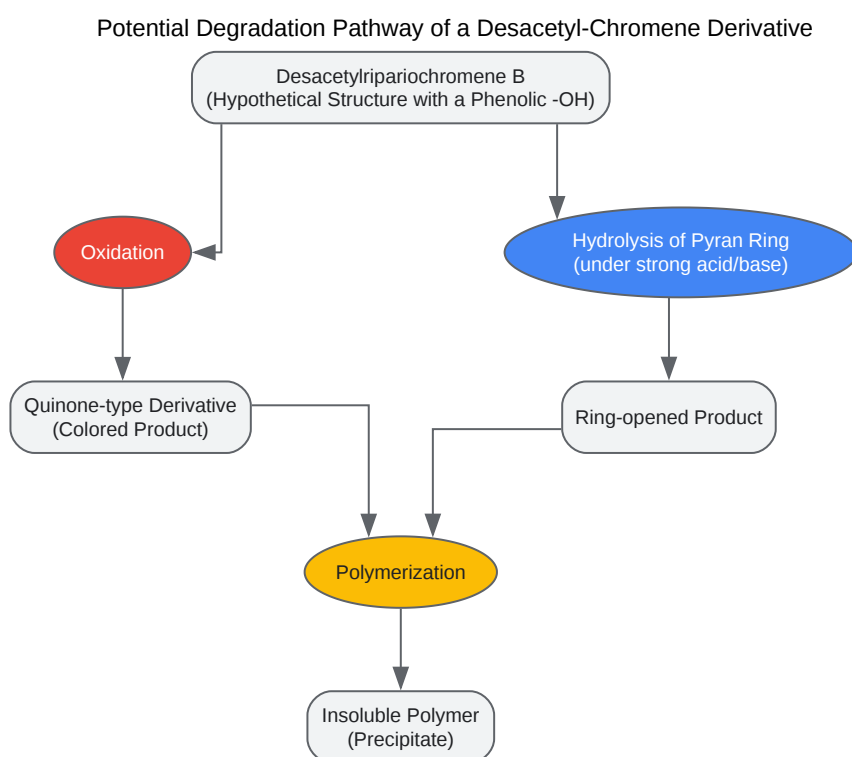 Potential Degradation Pathway of a Desacetyl-Chromene Derivative
Desacetylripariochromene B
(Hypothetical Structure with a Phenolic -OH)
Oxidation
Hydrolysis of Pyran Ring
(under strong acid/base)
Quinone-type Derivative
(Colored Product)
Ring-opened Product
Polymerization
Insoluble Polymer
(Precipitate)